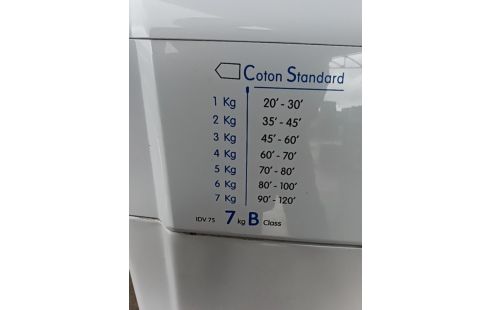 Coton Standard
1 Kg 20' - 30'
2 Kg 35' - 45'
3 Kg 45' - 60'
4 Kg 60' - 70'
5 Kg 70' - 80'
6 Kg 80' - 100'
7 Kg 90' - 120'
IDV 75 7 kg B Class